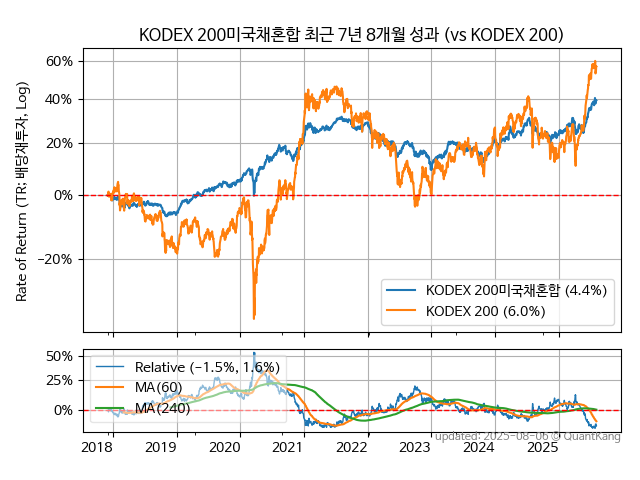 KODEX 200미국채혼합 최근 7년 8개월 성과 (vs KODEX 200)
Rate of Return (TR: 배당재투자, Log)
60%
40%
20%
0%
−20%
KODEX 200미국채혼합 (4.4%)
KODEX 200 (6.0%)
50%
25%
0%
Relative (−1.5%, 1.6%)
MA(60)
MA(240)
2018 2019 2020 2021 2022 2023 2024 2025
updated: 2025-08-06 © QuantKang